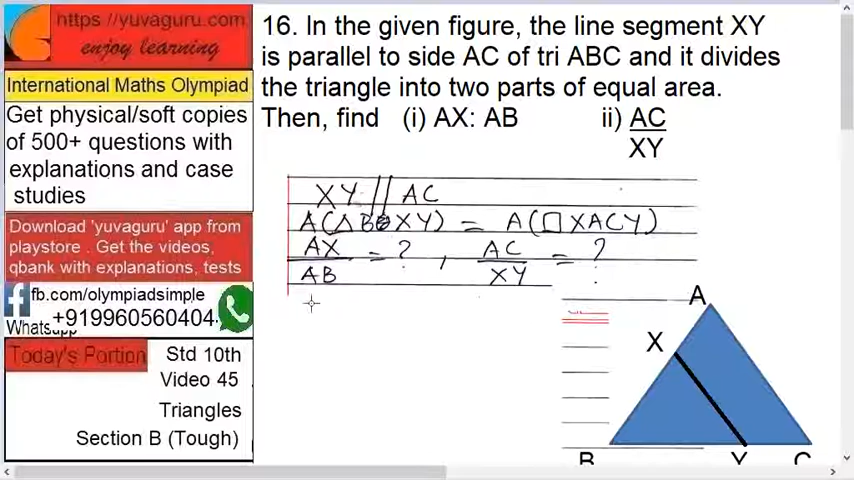 https //yuvaguru.com
enjoy learning
International Maths Olympiad
Get physical/soft copies
of 500+ questions with
explanations and case
studies
Download 'yuvaguru' app from
playstore . Get the videos,
qbank with explanations, tests
fb.com/olympiadsimple
+919960560404.
Whatsapp
Today's Portion
Std 10th
Video 45
Triangles
Section B (Tough)
16. In the given figure, the line segment XY
is parallel to side AC of tri ABC and it divides
the triangle into two parts of equal area.
Then, find (i) AX: AB ii) AC
XY
XY // AC
A(△BXY) = A(□XACY)
AX = ? , AC = ?
AB XY
A
X
B Y C